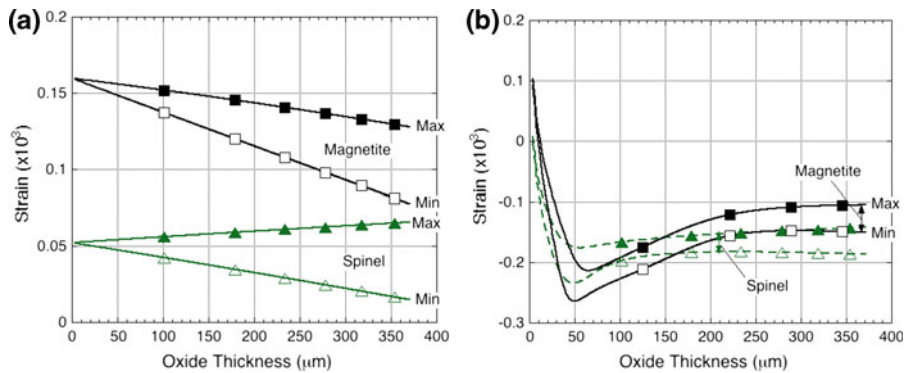 (a)
0.2
0.15
0.1
0.05
0
Strain (x10³)
Max
Magnetite
Min
Max
Spinel
Min
0 50 100 150 200 250 300 350 400
Oxide Thickness (μm)
(b)
0.2
0.1
0
-0.1
-0.2
-0.3
Strain (x10³)
Magnetite
Max
Min
Spinel
0 50 100 150 200 250 300 350 400
Oxide Thickness (μm)